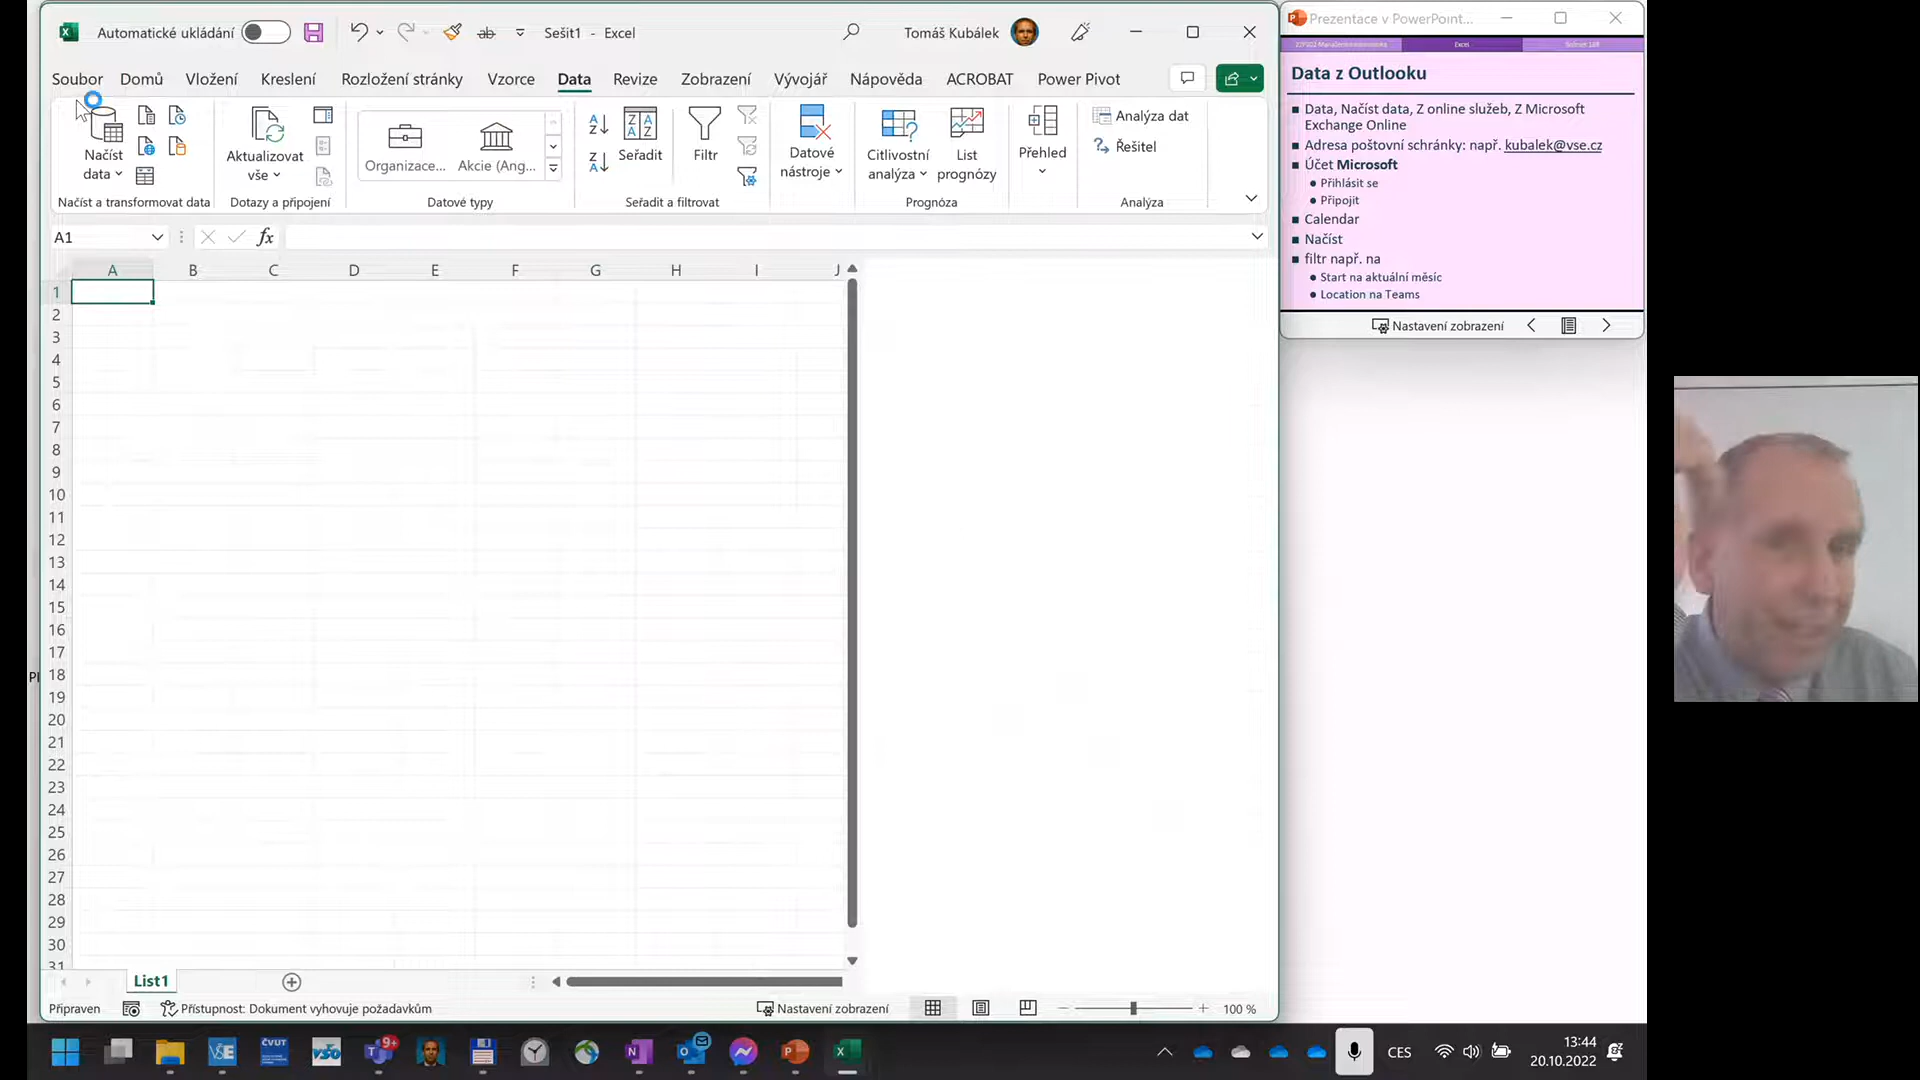 Automatické ukládání
Sešit1 - Excel
Tomáš Kubálek
Soubor Domů Vložení Kreslení Rozložení stránky Vzorce Data Revize Zobrazení Vývojář Nápověda ACROBAT Power Pivot
Načíst data
Aktualizovat vše
Organizace...
Akcie (Ang...
Seřadit
Filtr
Datové nástroje
Citlivostní analýza
List prognózy
Přehled
Analýza dat
Řešitel
Načíst a transformovat data
Dotazy a připojení
Datové typy
Seřadit a filtrovat
Prognóza
Analýza
A1
fx
A B C D E F G H I J
1
2
3
4
5
6
7
8
9
10
11
12
13
14
15
16
17
18
19
20
21
22
23
24
25
26
27
28
29
30
31
List1
Připraven
Přístupnost: Dokument vyhovuje požadavkům
Nastavení zobrazení
100 %
Prezentace v PowerPoint...
Excel
Data z Outlooku
Data, Načíst data, Z online služeb, Z Microsoft
Exchange Online
Adresa poštovní schránky: např. kubalek@vse.cz
Účet Microsoft
Přihlásit se
Připojit
Calendar
Načíst
filtr např. na
Start na aktuální měsíc
Location na Teams
Nastavení zobrazení
9+
CES
13:44
20.10.2022